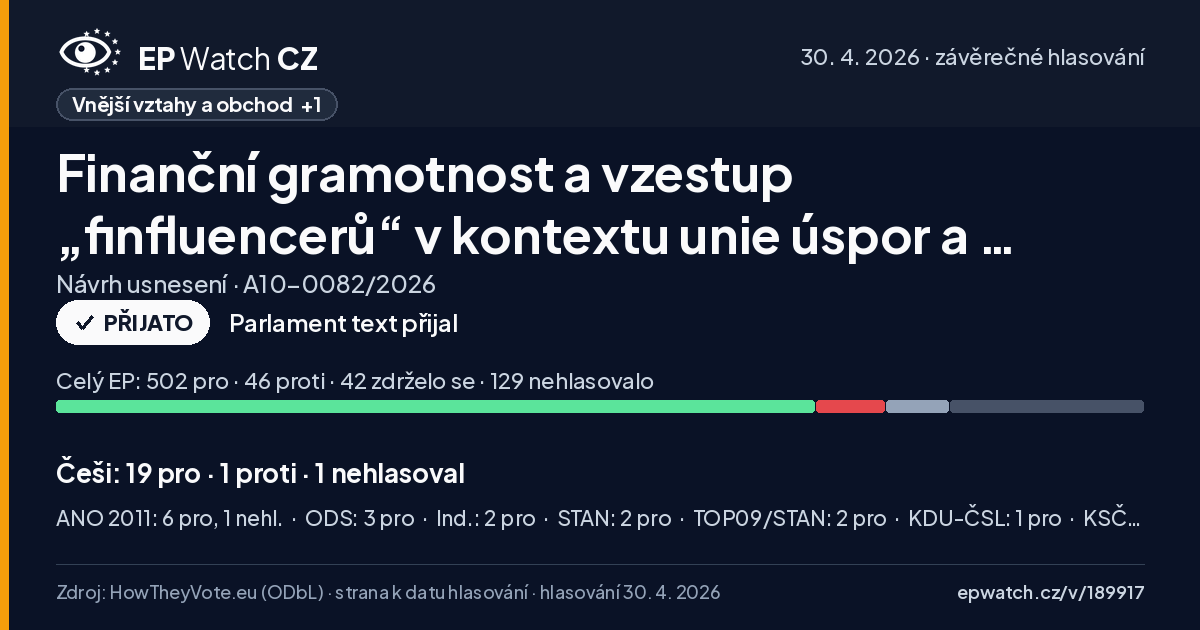 EP Watch CZ
30. 4. 2026 · závěrečné hlasování
Vnější vztahy a obchod +1
Finanční gramotnost a vzestup
„finfluencerů“ v kontextu unie úspor a …
Návrh usnesení · A10–0082/2026
✓ PŘIJATO Parlament text přijal
Celý EP: 502 pro · 46 proti · 42 zdrželo se · 129 nehlasovalo
Češi: 19 pro · 1 proti · 1 nehlasoval
ANO 2011: 6 pro, 1 nehl. · ODS: 3 pro · Ind.: 2 pro · STAN: 2 pro · TOP09/STAN: 2 pro · KDU-ČSL: 1 pro · KSČ…
Zdroj: HowTheyVote.eu (ODbL) · strana k datu hlasování · hlasování 30. 4. 2026
epwatch.cz/v/189917